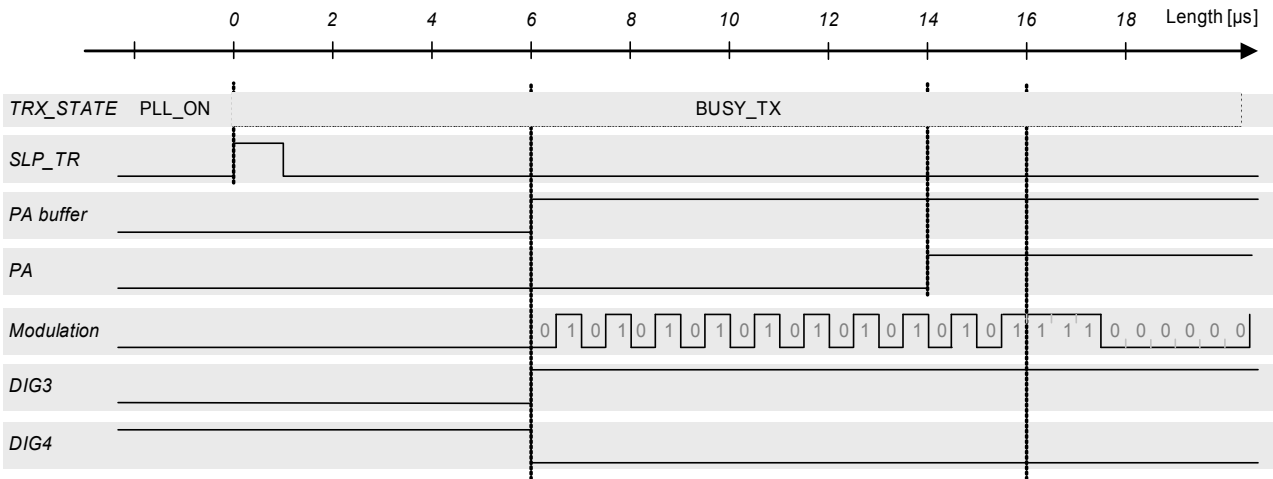 0 2 4 6 8 10 12 14 16 18 Length [µs]
TRX_STATE PLL_ON BUSY_TX
SLP_TR
PA buffer
PA
Modulation 0 1 0 1 0 1 0 1 0 1 0 1 0 1 0 1 0 1 0 1 1 1 1 0 0 0 0 0 0
DIG3
DIG4